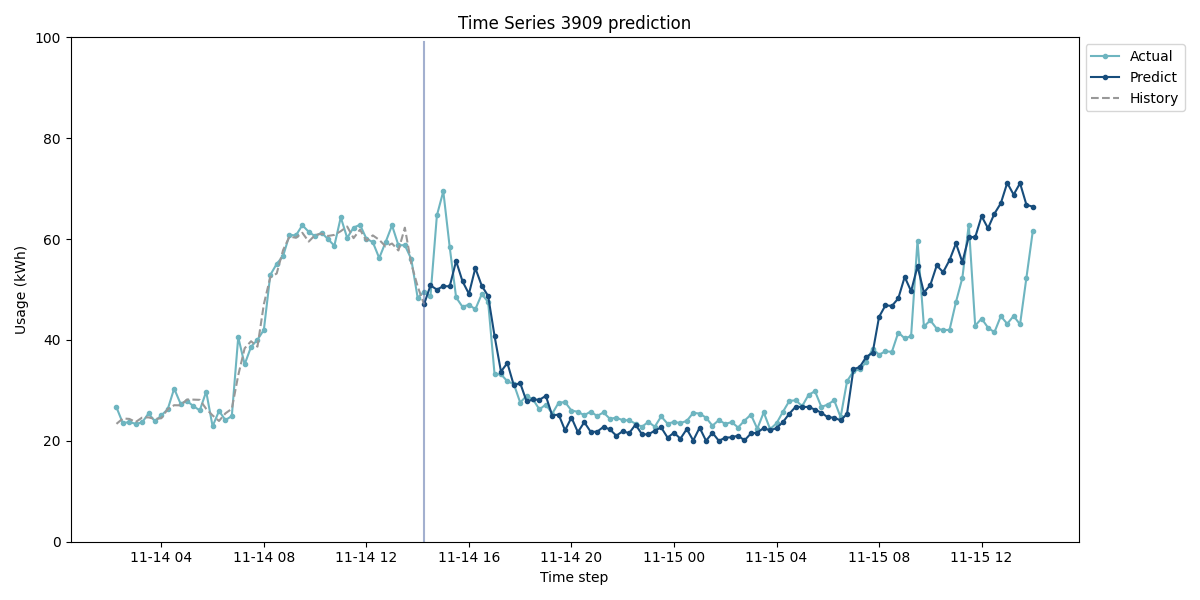 Time Series 3909 prediction
100
80
60
40
20
0
Usage (kWh)
11-14 04
11-14 08
11-14 12
11-14 16
11-14 20
11-15 00
11-15 04
11-15 08
11-15 12
Time step
Actual
Predict
History